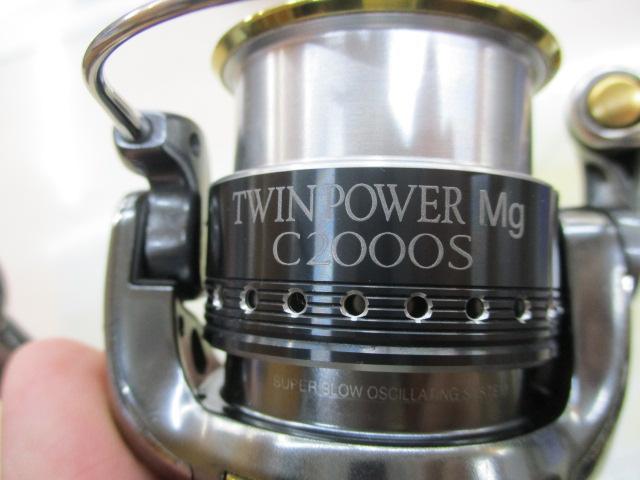 TWINPOWER Mg
C2000S
SUPER SLOW OSCILLATING SYSTEM